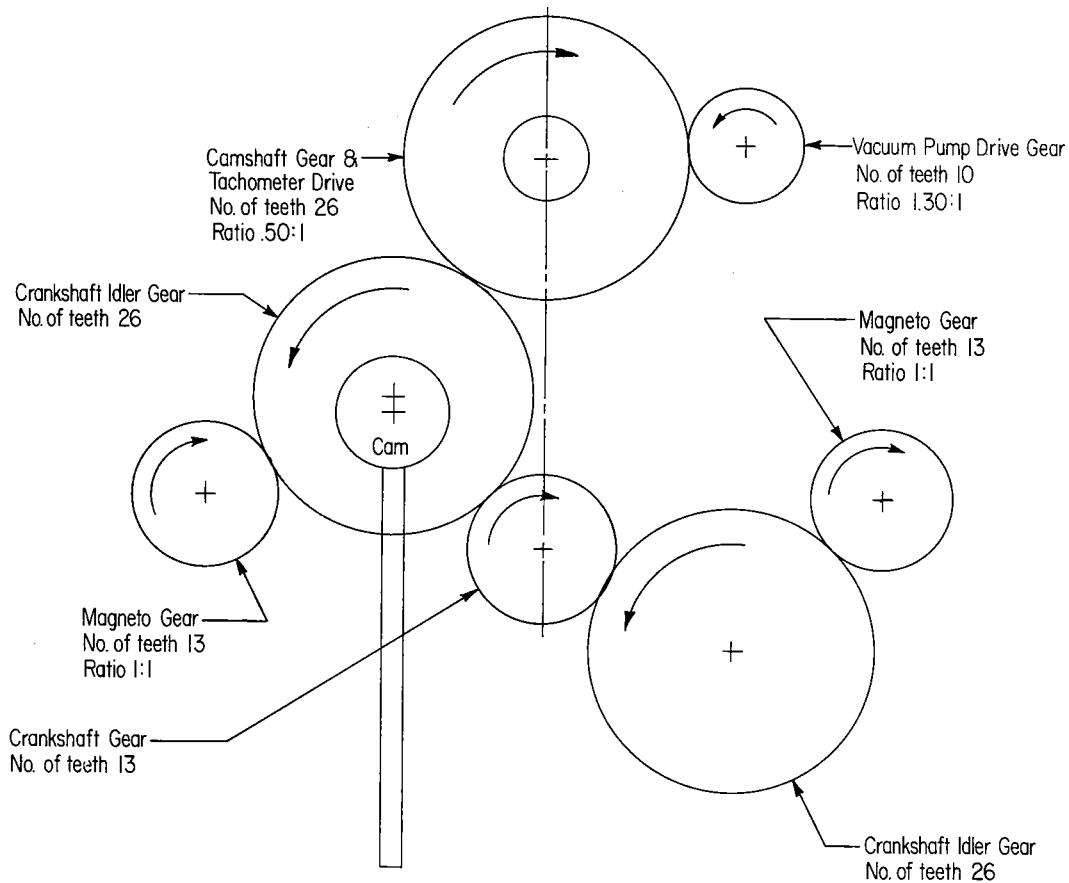 Camshaft Gear &
Tachometer Drive
No. of teeth 26
Ratio .50:1
Vacuum Pump Drive Gear
No. of teeth 10
Ratio 1.30:1
Crankshaft Idler Gear
No. of teeth 26
Magneto Gear
No. of teeth 13
Ratio 1:1
Cam
Magneto Gear
No. of teeth 13
Ratio 1:1
Crankshaft Gear
No. of teeth 13
Crankshaft Idler Gear
No. of teeth 26